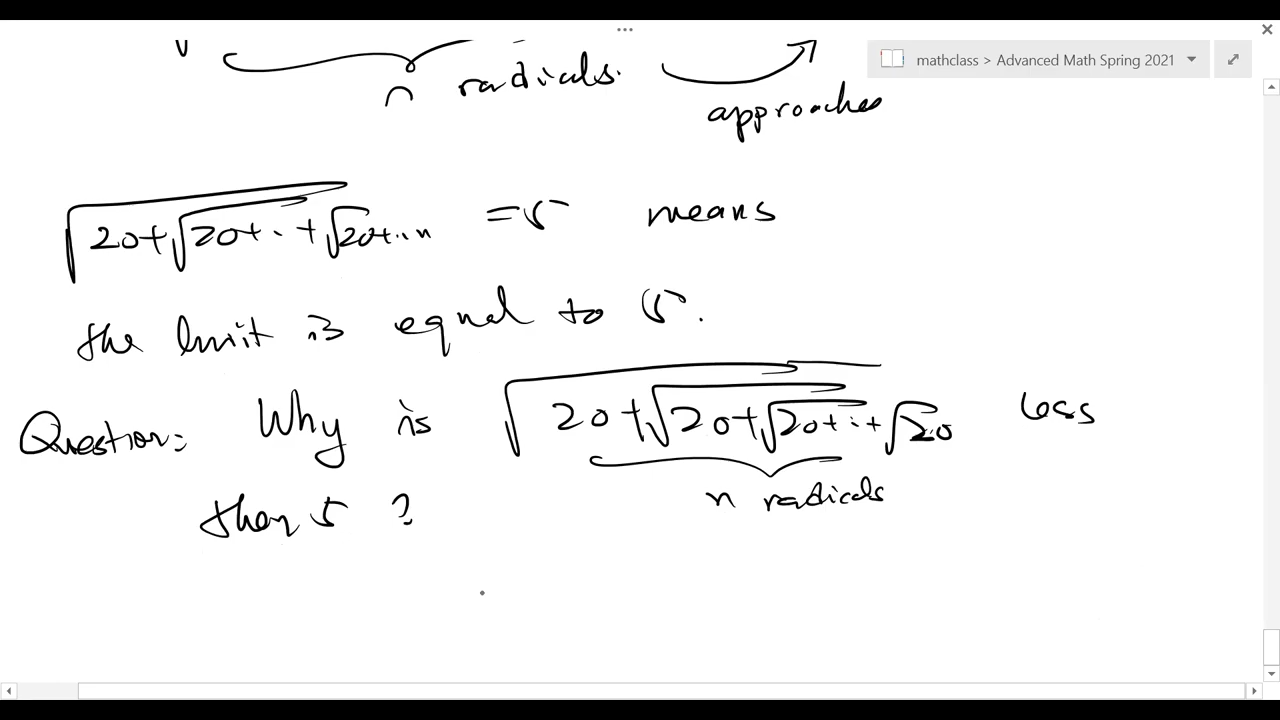 mathclass > Advanced Math Spring 2021
n radicals.
approaches
√20+√20+..+√20+... = 5 means
the limit is equal to 5.
Question: Why is √20+√20+√20+..+√20 less
n radicals
then 5 ?